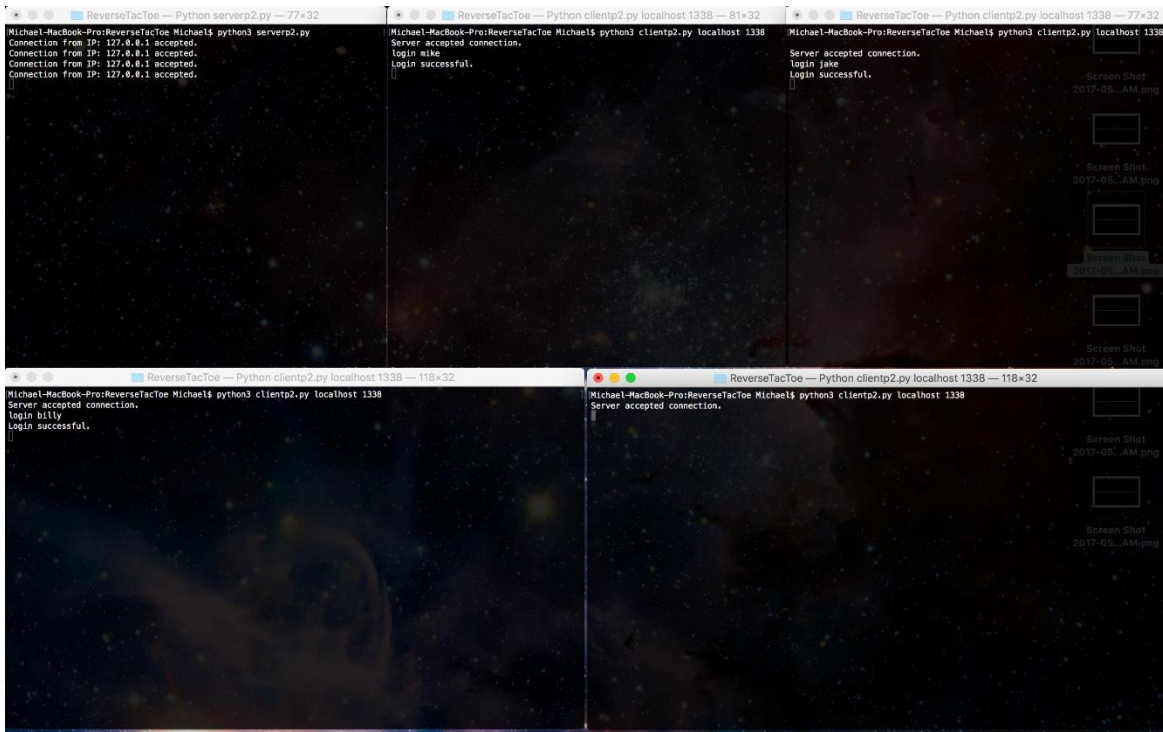 ReverseTacToe — Python serverp2.py — 77×32
[Michael-MacBook-Pro:ReverseTacToe Michael$ python3 serverp2.py
Connection from IP: 127.0.0.1 accepted.
Connection from IP: 127.0.0.1 accepted.
Connection from IP: 127.0.0.1 accepted.
Connection from IP: 127.0.0.1 accepted.
ReverseTacToe — Python clientp2.py localhost 1338 — 81×32
[Michael-MacBook-Pro:ReverseTacToe Michael$ python3 clientp2.py localhost 1338
Server accepted connection.
login mike
Login successful.
ReverseTacToe — Python clientp2.py localhost 1338 — 77×32
[Michael-MacBook-Pro:ReverseTacToe Michael$ python3 clientp2.py localhost 1338
Server accepted connection.
login jake
Login successful.
Screen Shot
2017-05...AM.png
Screen Shot
2017-05...AM.png
Screen Shot
2017-05...AM.png
Screen Shot
2017-05...AM.png
ReverseTacToe — Python clientp2.py localhost 1338 — 118×32
[Michael-MacBook-Pro:ReverseTacToe Michael$ python3 clientp2.py localhost 1338
Server accepted connection.
login billy
Login successful.
ReverseTacToe — Python clientp2.py localhost 1338 — 118×32
[Michael-MacBook-Pro:ReverseTacToe Michael$ python3 clientp2.py localhost 1338
Server accepted connection.
Screen Shot
2017-05...AM.png
Screen Shot
2017-05...AM.png